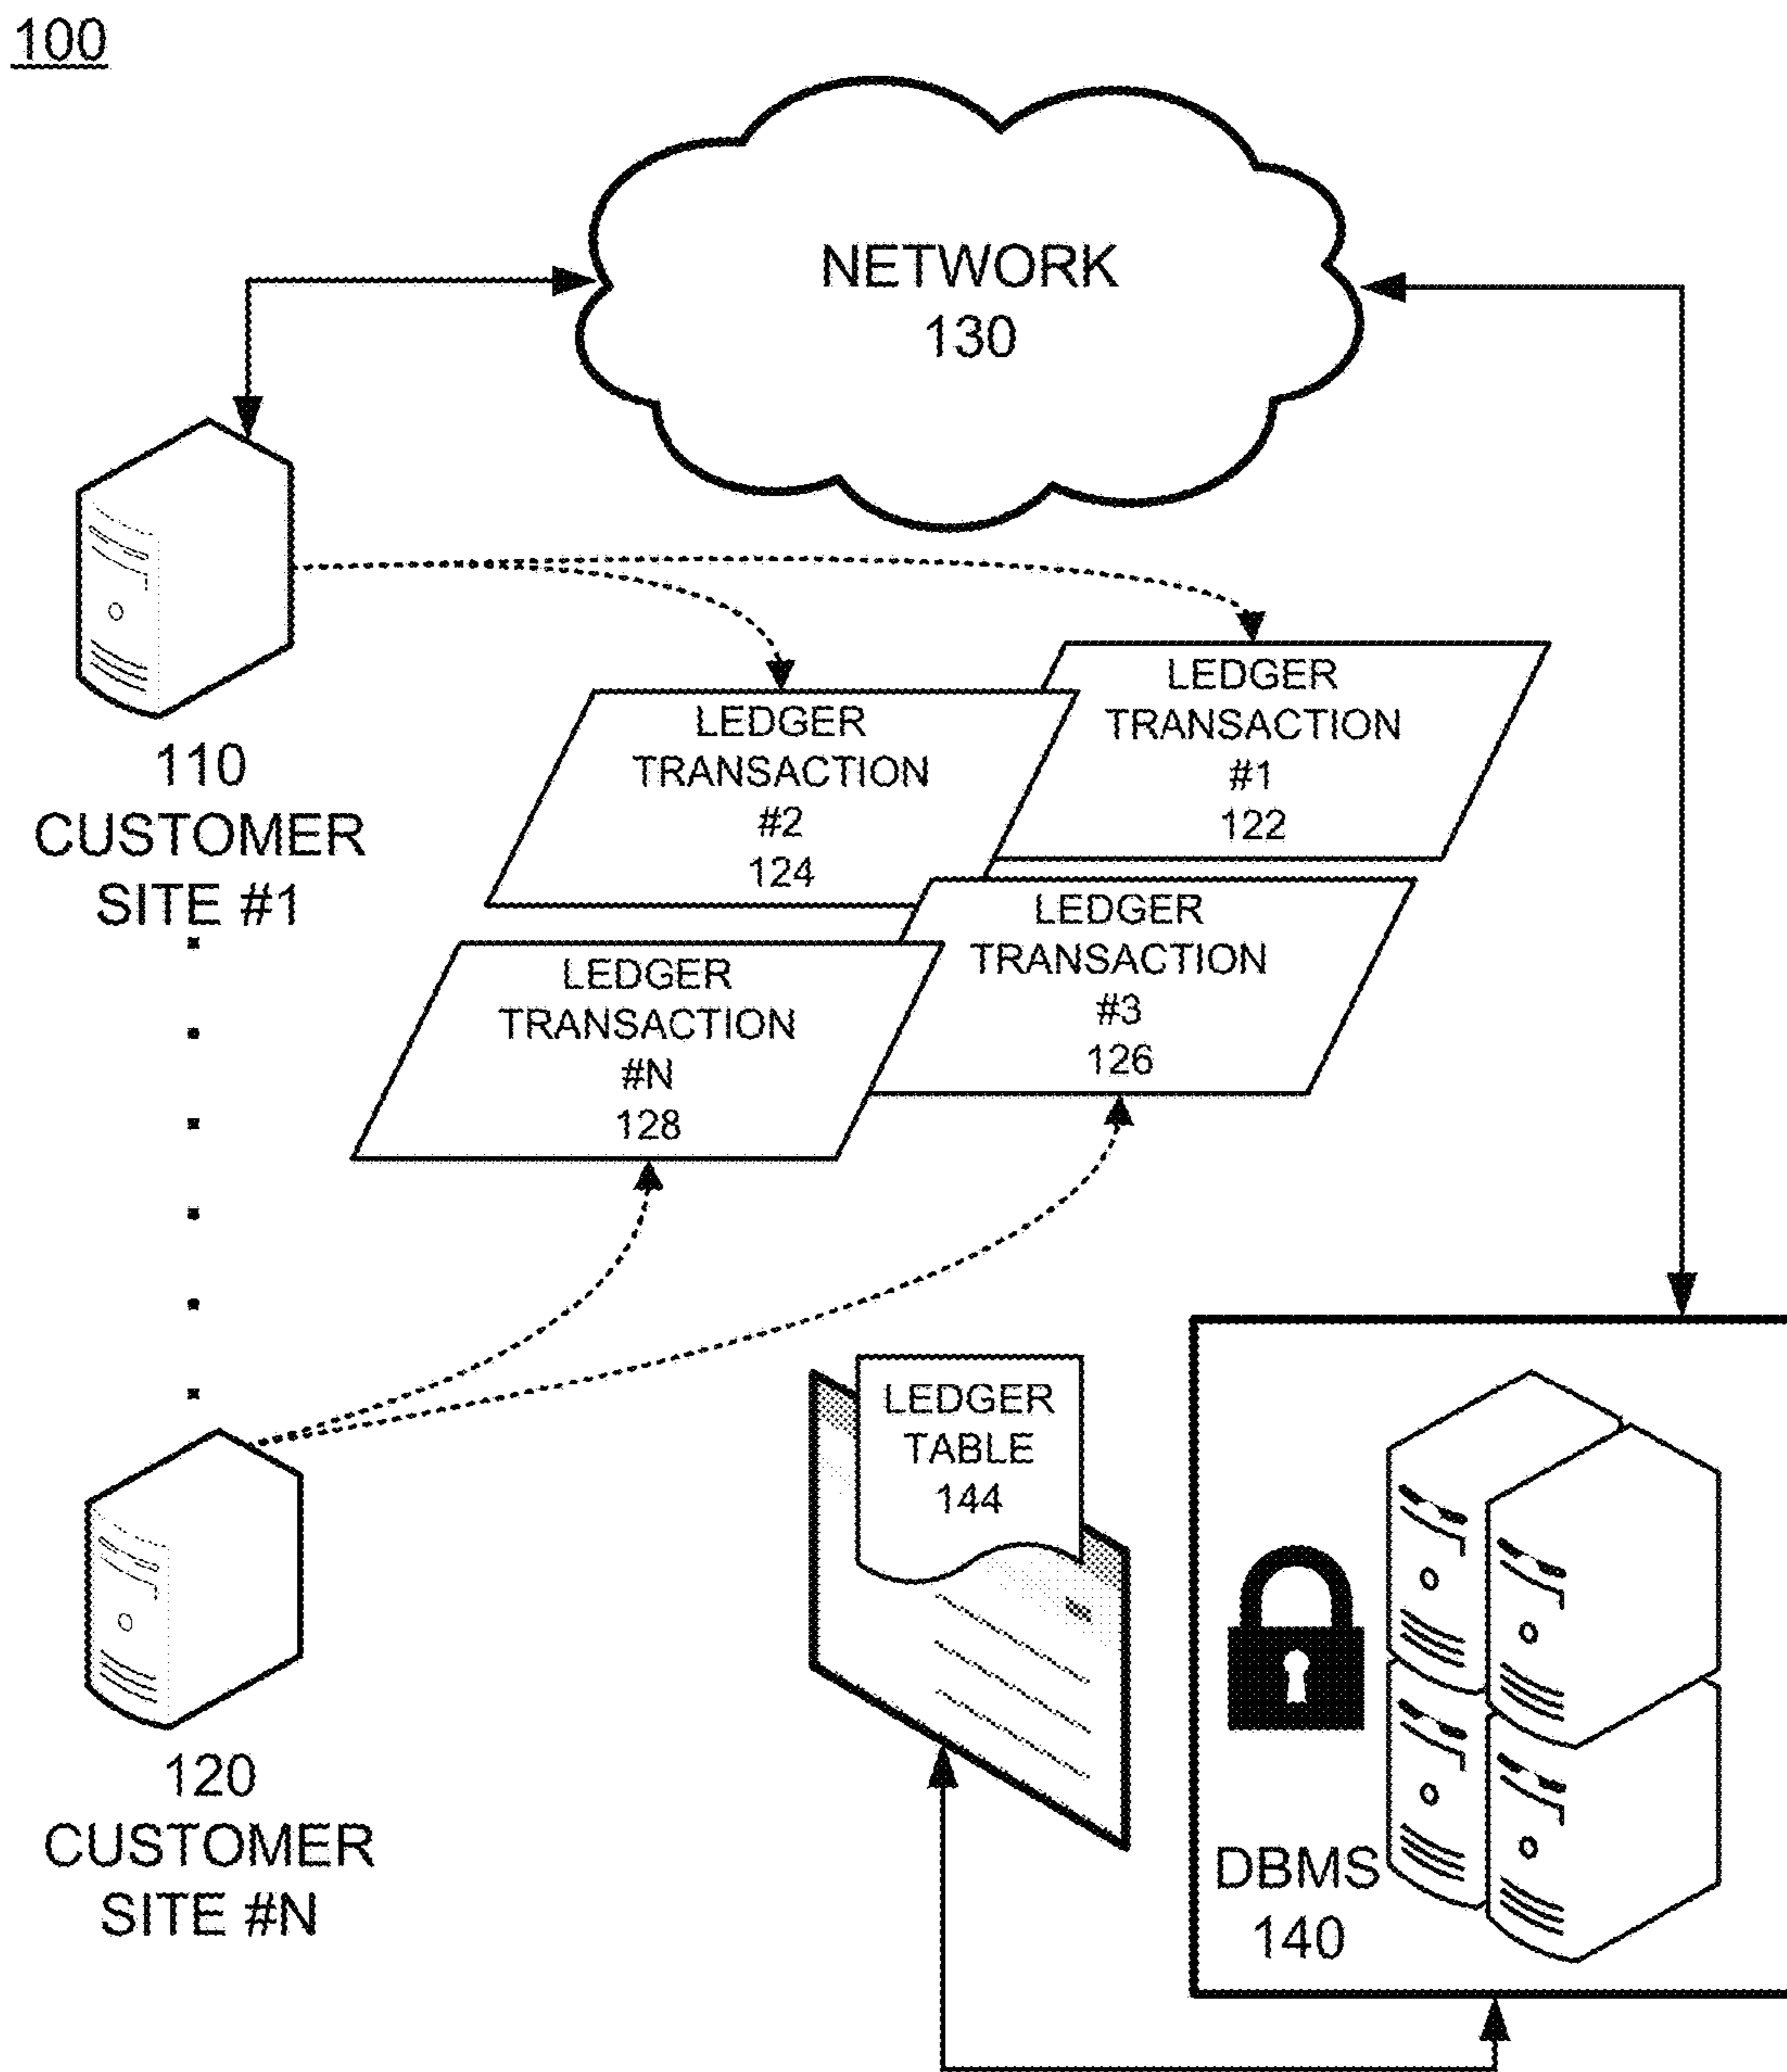 100
NETWORK
130
110
CUSTOMER
SITE #1
LEDGER
TRANSACTION
#1
122
LEDGER
TRANSACTION
#2
124
LEDGER
TRANSACTION
#3
126
LEDGER
TRANSACTION
#N
128
LEDGER
TABLE
144
120
CUSTOMER
SITE #N
DBMS
140